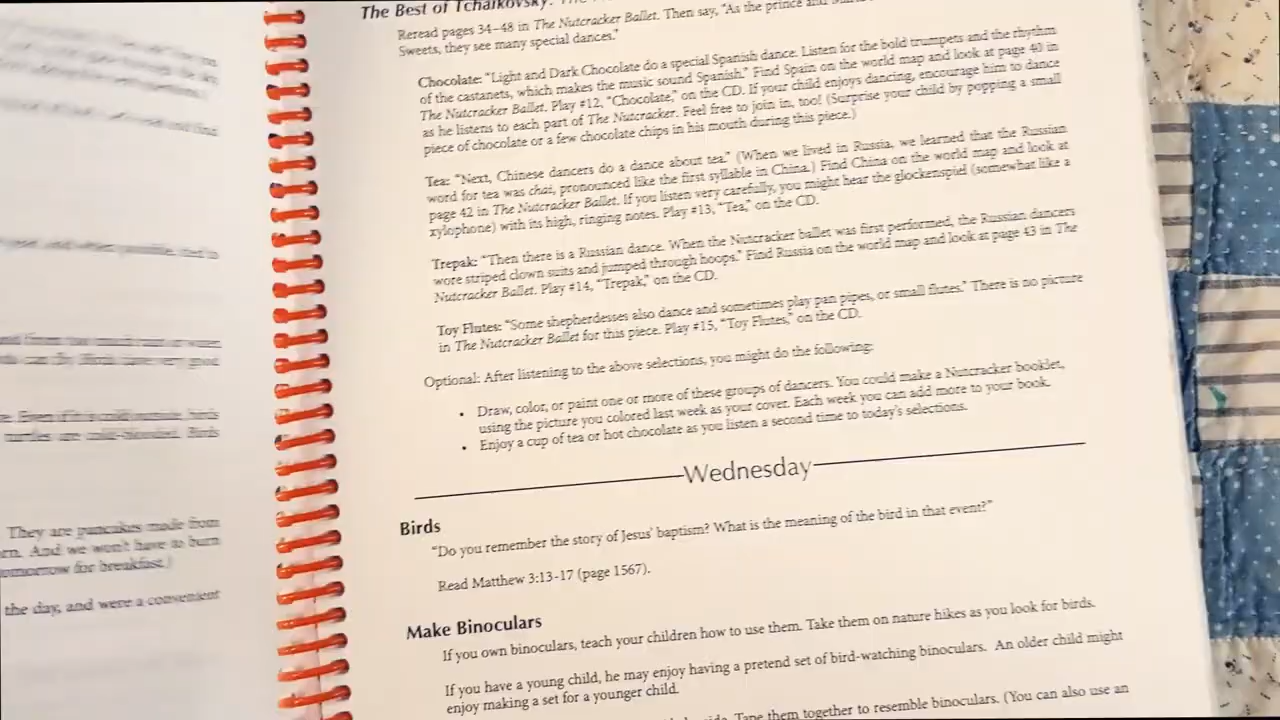 They are pancakes made from
And we won't have to burn
tomorrow for breakfast.)
the day, and were a convenient
The Best of Tchaikovsky:
Reread pages 34–48 in The Nutcracker Ballet. Then say, "As the prince and
Sweets, they see many special dances."
Chocolate: "Light and Dark Chocolate do a special Spanish dance. Listen for the bold trumpets and the rhythm
of the castanets, which makes the music sound Spanish." Find Spain on the world map and look at page 40 in
The Nutcracker Ballet. Play #12, "Chocolate," on the CD. If your child enjoys dancing, encourage him to dance
as he listens to each part of The Nutcracker. Feel free to join in, too! (Surprise your child by popping a small
piece of chocolate or a few chocolate chips in his mouth during this piece.)
Tea: "Next, Chinese dancers do a dance about tea." (When we lived in Russia, we learned that the Russian
word for tea was chai, pronounced like the first syllable in China.) Find China on the world map and look at
page 42 in The Nutcracker Ballet. If you listen very carefully, you might hear the glockenspiel (somewhat like a
xylophone) with its high, ringing notes. Play #13, "Tea," on the CD.
Trepak: "Then there is a Russian dance. When the Nutcracker ballet was first performed, the Russian dancers
wore striped clown suits and jumped through hoops." Find Russia on the world map and look at page 43 in The
Nutcracker Ballet. Play #14, "Trepak," on the CD.
Toy Flutes: "Some shepherdesses also dance and sometimes play pan pipes, or small flutes." There is no picture
in The Nutcracker Ballet for this piece. Play #15, "Toy Flutes," on the CD.
Optional: After listening to the above selections, you might do the following:
• Draw, color, or paint one or more of these groups of dancers. You could make a Nutcracker booklet,
using the picture you colored last week as your cover. Each week you can add more to your book.
• Enjoy a cup of tea or hot chocolate as you listen a second time to today's selections.
Wednesday
Birds
"Do you remember the story of Jesus' baptism? What is the meaning of the bird in that event?"
Read Matthew 3:13-17 (page 1567).
Make Binoculars
If you own binoculars, teach your children how to use them. Take them on nature hikes as you look for birds.
If you have a young child, he may enjoy having a pretend set of bird-watching binoculars. An older child might
enjoy making a set for a younger child.
Tape them together to resemble binoculars. (You can also use an